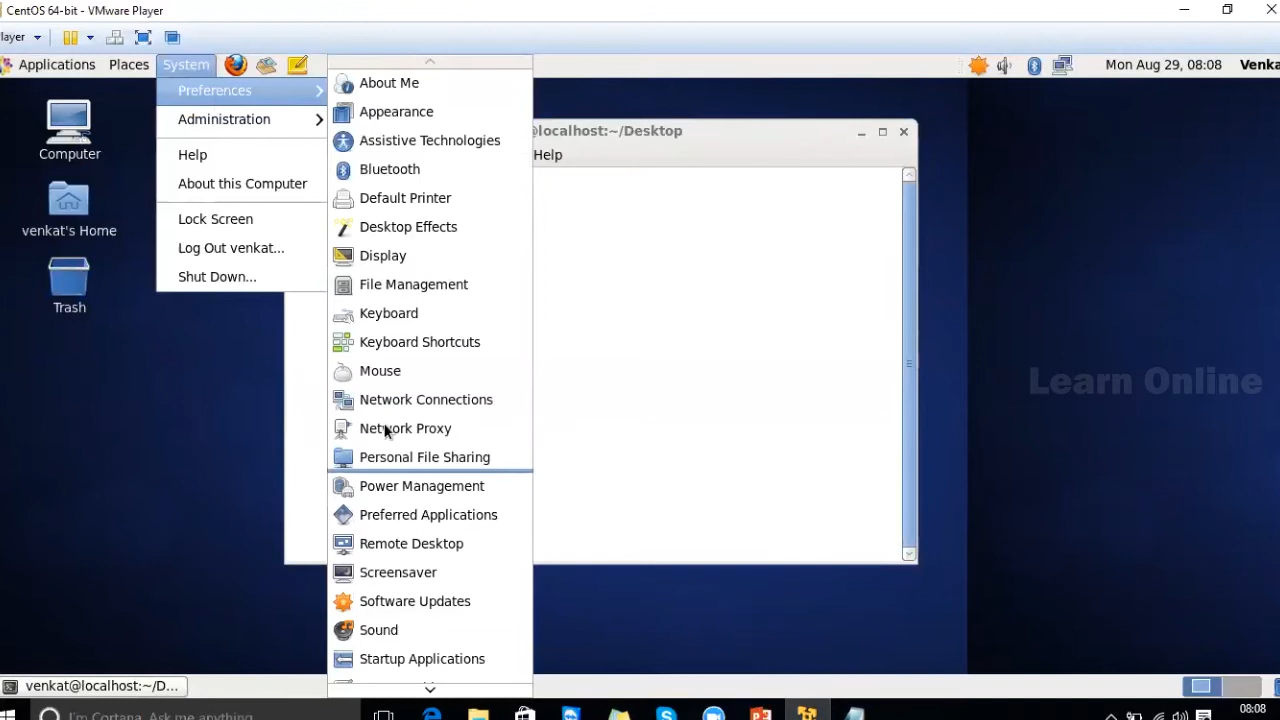 CentOS 64-bit - VMware Player
layer
Applications Places System
Mon Aug 29, 08:08 Venka
Preferences
Administration
Help
About this Computer
Lock Screen
Log Out venkat...
Shut Down...
About Me
Appearance
Assistive Technologies
Bluetooth
Default Printer
Desktop Effects
Display
File Management
Keyboard
Keyboard Shortcuts
Mouse
Network Connections
Network Proxy
Personal File Sharing
Power Management
Preferred Applications
Remote Desktop
Screensaver
Software Updates
Sound
Startup Applications
@localhost:~/Desktop
Help
Computer
venkat's Home
Trash
Learn Online
venkat@localhost:~/D...
I'm Cortana. Ask me anything.
08:08